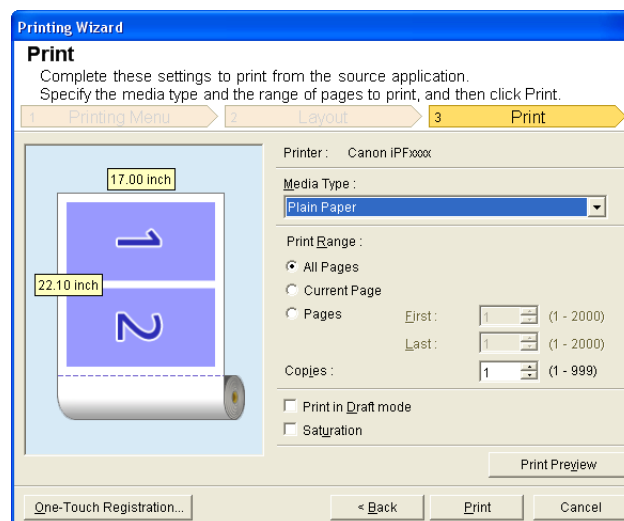 Printing Wizard
Print
Complete these settings to print from the source application.
Specify the media type and the range of pages to print, and then click Print.
1 Printing Menu 2 Layout 3 Print
17.00 inch
22.10 inch
1
2
Printer : Canon iPFxxxx
Media Type :
Plain Paper
Print Range :
All Pages
Current Page
Pages First : 1 (1 - 2000)
Last : 1 (1 - 2000)
Copies : 1 (1 - 999)
Print in Draft mode
Saturation
Print Preview
One-Touch Registration... < Back Print Cancel